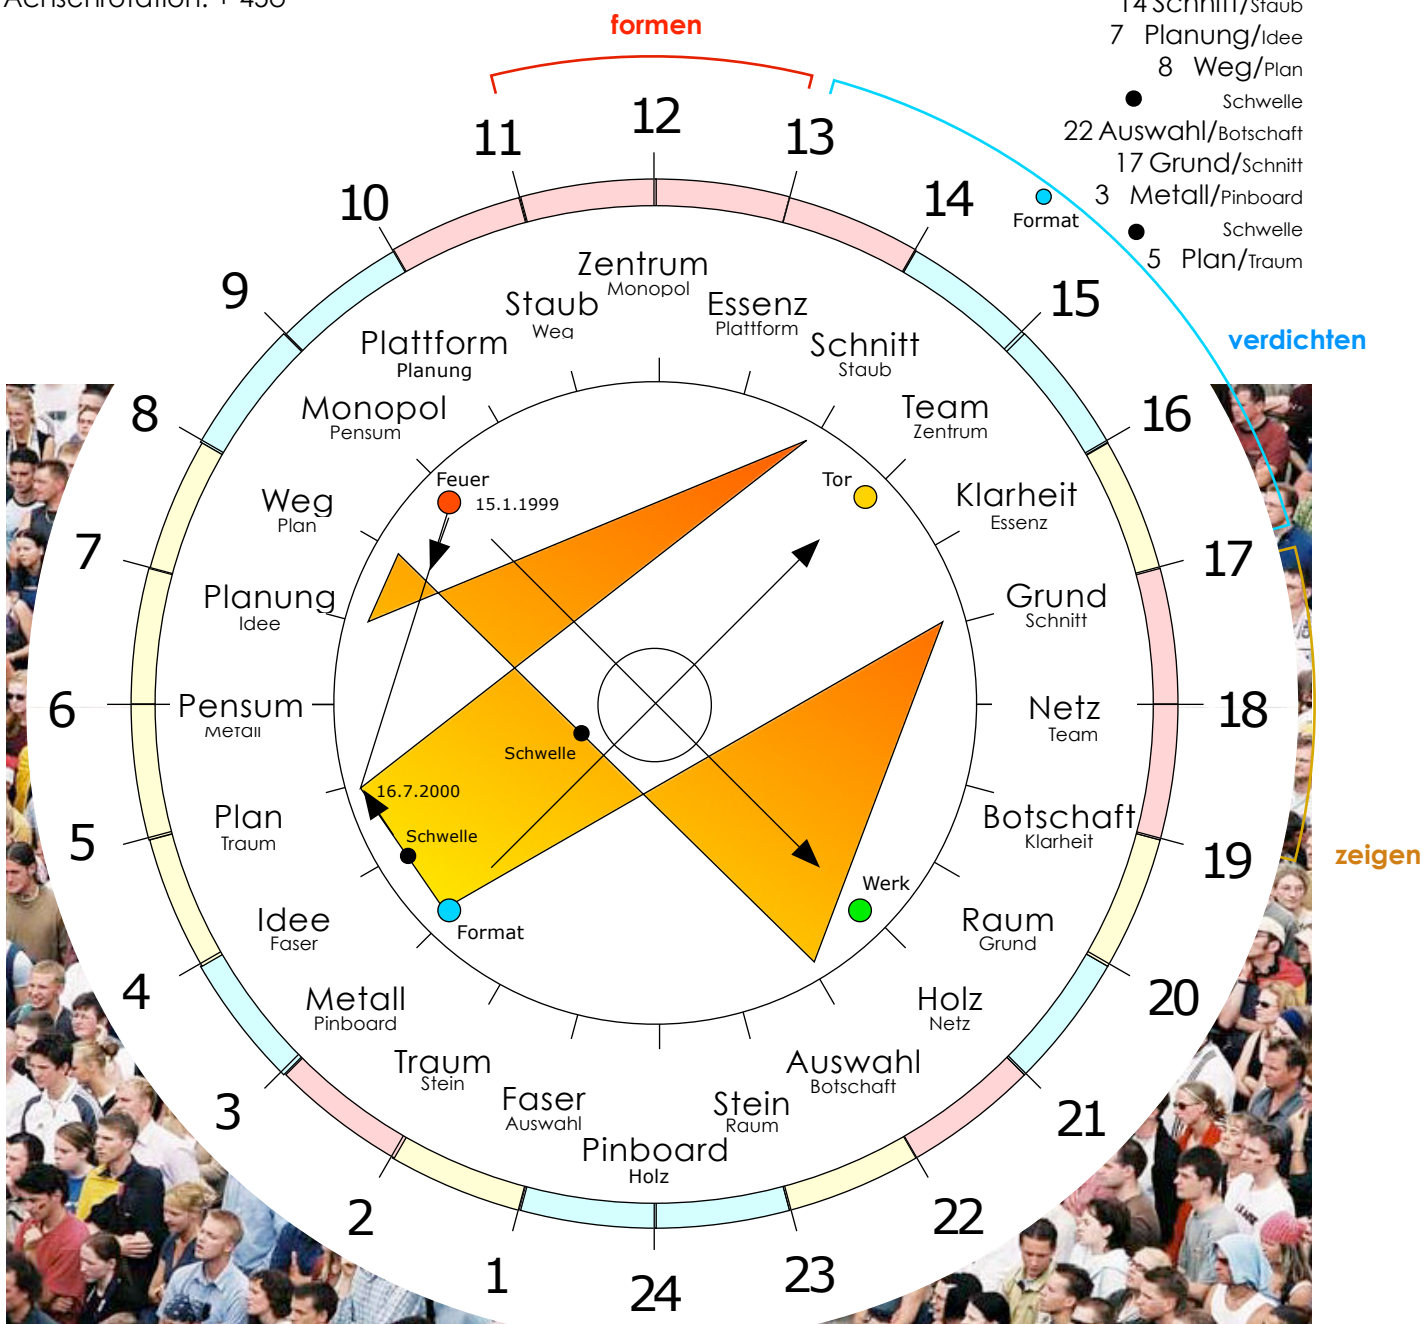 Achsenrotation: + 450
formen
14 Schnitt/Staub
7 Planung/Idee
8 Weg/Plan
Schwelle
22 Auswahl/Botschaft
17 Grund/Schnitt
3 Metall/Pinboard
Schwelle
5 Plan/Traum
Format
verdichten
zeigen
12
11
13
10
14
9
15
8
16
7
17
6
18
5
19
4
20
3
21
2
22
1
23
24
Zentrum
Monopol
Staub
Weg
Essenz
Plattform
Plattform
Planung
Schnitt
Staub
Monopol
Pensum
Team
Zentrum
Weg
Plan
Klarheit
Essenz
Planung
Idee
Grund
Schnitt
Pensum
Metall
Netz
Team
Plan
Traum
Botschaft
Klarheit
Idee
Faser
Raum
Grund
Metall
Pinboard
Holz
Netz
Traum
Stein
Auswahl
Botschaft
Faser
Auswahl
Stein
Raum
Pinboard
Holz
Feuer
15.1.1999
Tor
Schwelle
16.7.2000
Schwelle
Format
Werk